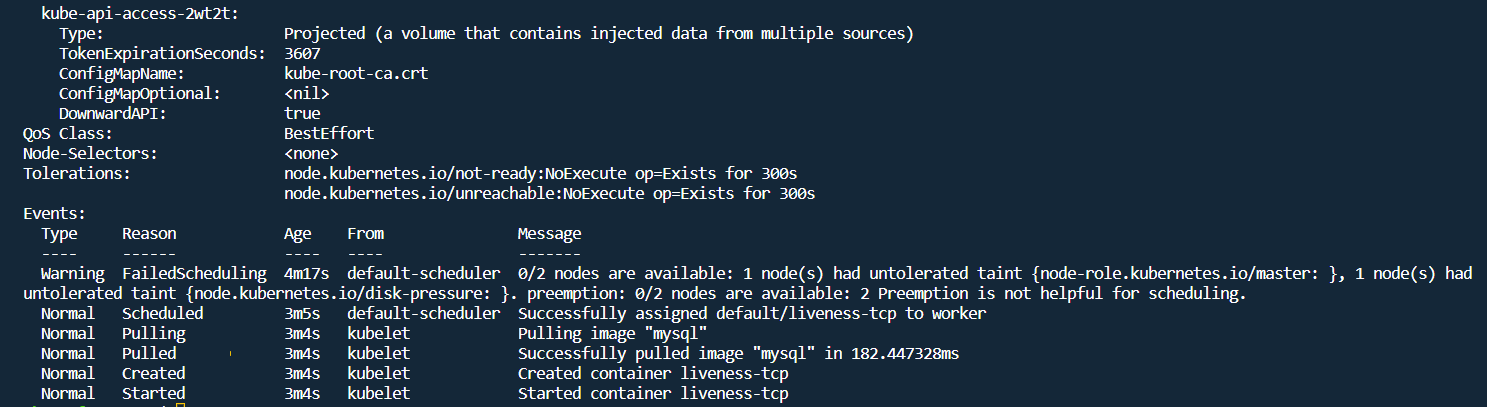 kube-api-access-2wt2t:
Type: Projected (a volume that contains injected data from multiple sources)
TokenExpirationSeconds: 3607
ConfigMapName: kube-root-ca.crt
ConfigMapOptional: <nil>
DownwardAPI: true
QoS Class: BestEffort
Node-Selectors: <none>
Tolerations: node.kubernetes.io/not-ready:NoExecute op=Exists for 300s
node.kubernetes.io/unreachable:NoExecute op=Exists for 300s
Events:
Type Reason Age From Message
---- ------ ---- ---- -------
Warning FailedScheduling 4m17s default-scheduler 0/2 nodes are available: 1 node(s) had untolerated taint {node-role.kubernetes.io/master: }, 1 node(s) had
untolerated taint {node.kubernetes.io/disk-pressure: }. preemption: 0/2 nodes are available: 2 Preemption is not helpful for scheduling.
Normal Scheduled 3m5s default-scheduler Successfully assigned default/liveness-tcp to worker
Normal Pulling 3m4s kubelet Pulling image "mysql"
Normal Pulled 3m4s kubelet Successfully pulled image "mysql" in 182.447328ms
Normal Created 3m4s kubelet Created container liveness-tcp
Normal Started 3m4s kubelet Started container liveness-tcp